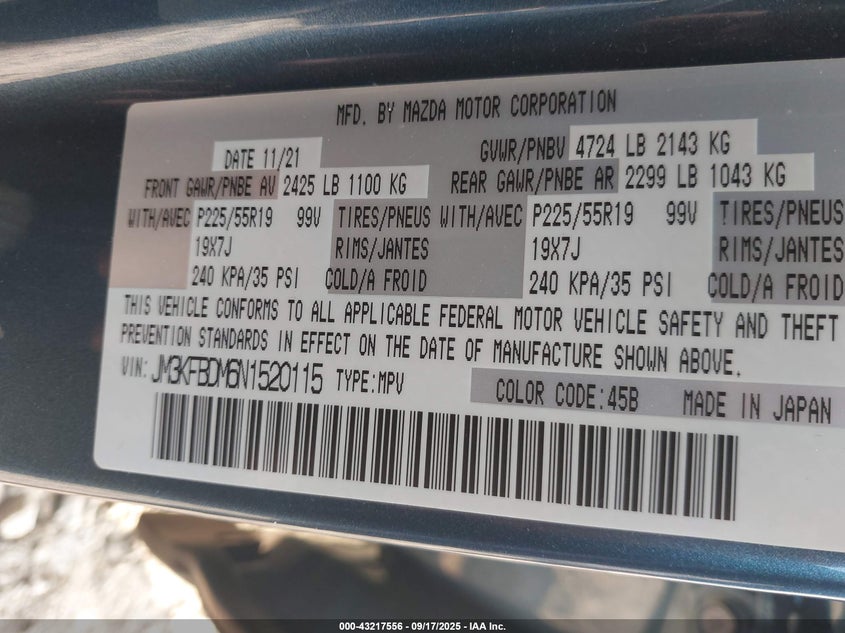 MFD. BY MAZDA MOTOR CORPORATION
DATE 11/21 GVWR/PNBV 4724 LB 2143 KG
FRONT GAWR/PNBE AV 2425 LB 1100 KG REAR GAWR/PNBE AR 2299 LB 1043 KG
WITH/AVEC P225/55R19 99V TIRES/PNEUS WITH/AVEC P225/55R19 99V TIRES/PNEUS
19X7J RIMS/JANTES 19X7J RIMS/JANTES
240 KPA/35 PSI COLD/A FROID 240 KPA/35 PSI COLD/A FROID
THIS VEHICLE CONFORMS TO ALL APPLICABLE FEDERAL MOTOR VEHICLE SAFETY AND THEFT
PREVENTION STANDARDS IN EFFECT ON THE DATE OF MANUFACTURE SHOWN ABOVE.
VIN: JM3KFBDM6N1520115 TYPE:MPV COLOR CODE:45B MADE IN JAPAN
000-43217556 - 09/17/2025 - IAA Inc.